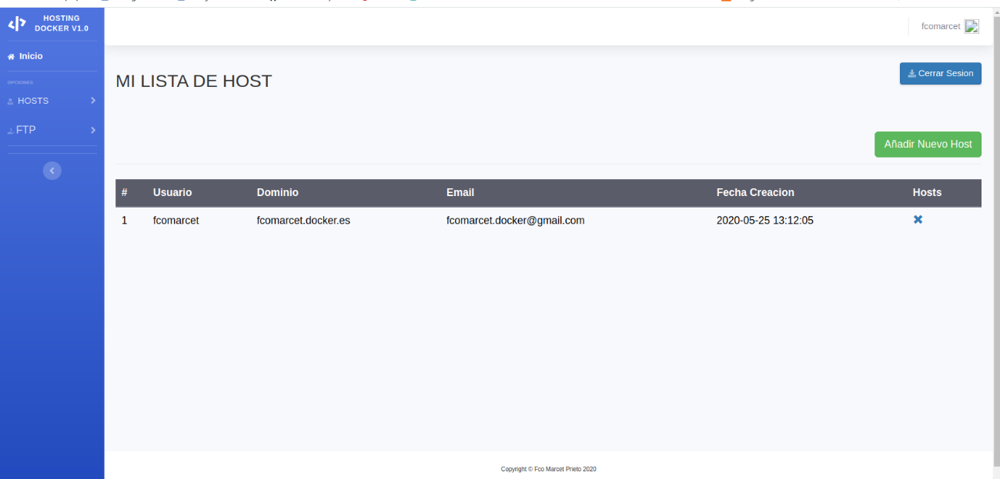 HOSTING
DOCKER V1.0
fcomarcet
Inicio
OPCIONES
HOSTS
FTP
MI LISTA DE HOST
Cerrar Sesion
Añadir Nuevo Host
# Usuario Dominio Email Fecha Creacion Hosts
1 fcomarcet fcomarcet.docker.es fcomarcet.docker@gmail.com 2020-05-25 13:12:05
Copyright © Fco Marcet Prieto 2020